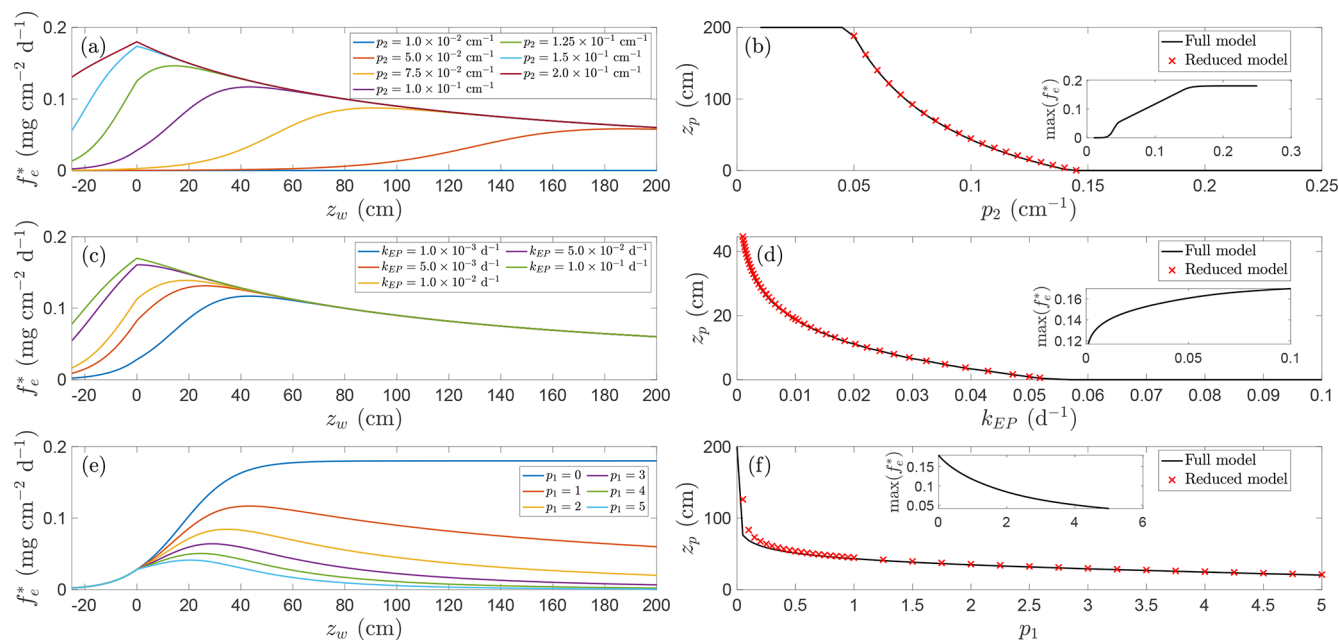 (a)
f*e (mg cm−2 d−1)
0.2
0.1
0
-20 0 20 40 60 80 100 120 140 160 180 200
zw (cm)
p2 = 1.0 × 10−2 cm−1
p2 = 5.0 × 10−2 cm−1
p2 = 7.5 × 10−2 cm−1
p2 = 1.0 × 10−1 cm−1
p2 = 1.25 × 10−1 cm−1
p2 = 1.5 × 10−1 cm−1
p2 = 2.0 × 10−1 cm−1
(b)
zp (cm)
200
100
0
0 0.05 0.1 0.15 0.2 0.25
p2 (cm−1)
Full model
Reduced model
max(f*e)
0.2
0.1
0
0 0.1 0.2 0.3
(c)
f*e (mg cm−2 d−1)
0.2
0.1
0
-20 0 20 40 60 80 100 120 140 160 180 200
zw (cm)
kEP = 1.0 × 10−3 d−1
kEP = 5.0 × 10−3 d−1
kEP = 1.0 × 10−2 d−1
kEP = 5.0 × 10−2 d−1
kEP = 1.0 × 10−1 d−1
(d)
zp (cm)
40
20
0
0 0.01 0.02 0.03 0.04 0.05 0.06 0.07 0.08 0.09 0.1
kEP (d−1)
Full model
Reduced model
max(f*e)
0.16
0.14
0.12
0 0.05 0.1
(e)
f*e (mg cm−2 d−1)
0.2
0.1
0
-20 0 20 40 60 80 100 120 140 160 180 200
zw (cm)
p1 = 0
p1 = 1
p1 = 2
p1 = 3
p1 = 4
p1 = 5
(f)
zp (cm)
200
100
0
0 0.5 1 1.5 2 2.5 3 3.5 4 4.5 5
p1
Full model
Reduced model
max(f*e)
0.15
0.1
0.05
0 2 4 6